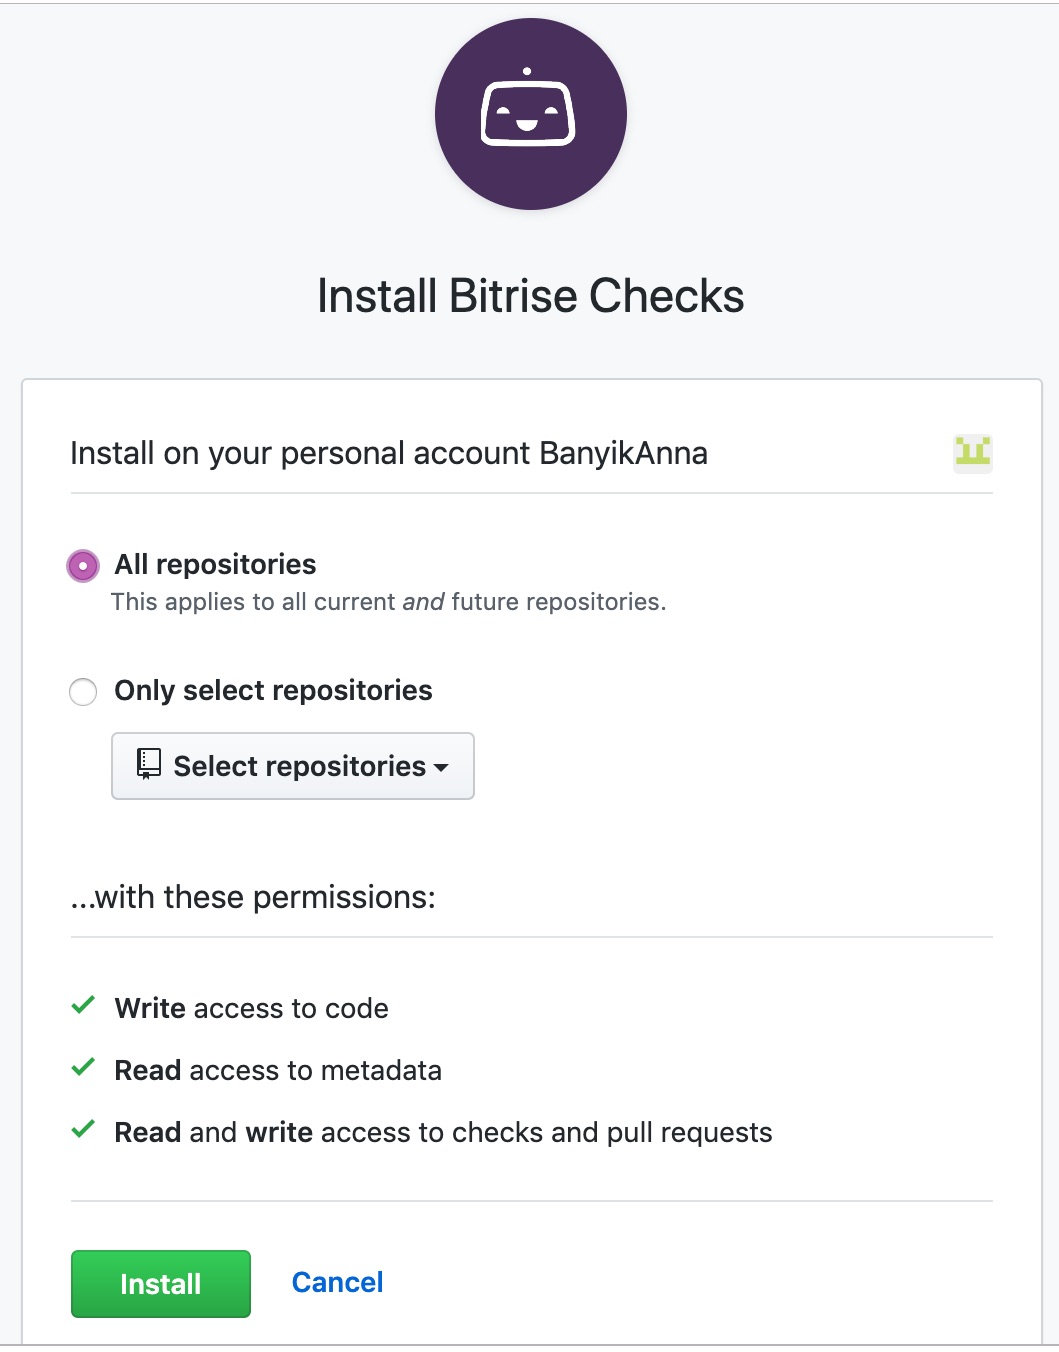 Install Bitrise Checks
Install on your personal account BanyikAnna
All repositories
This applies to all current and future repositories.
Only select repositories
Select repositories
...with these permissions:
Write access to code
Read access to metadata
Read and write access to checks and pull requests
Install Cancel